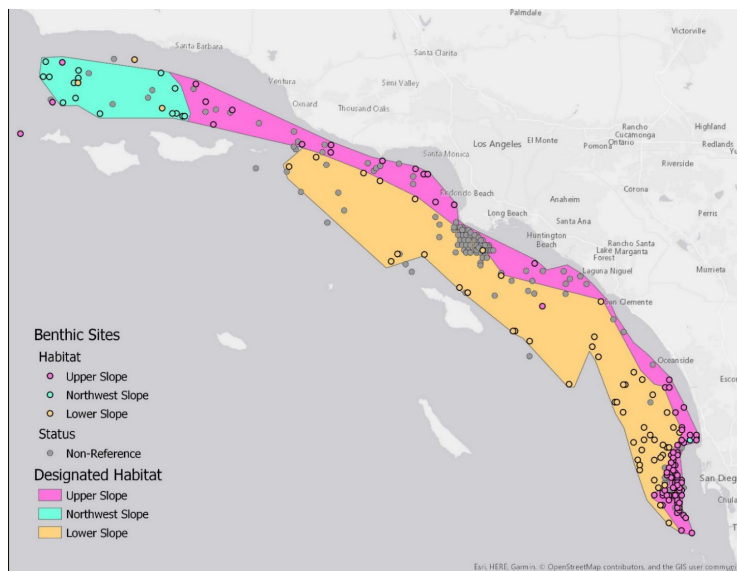 Palmdale
Victorville
Santa Barbara
Santa Clarita
Ventura
Simi Valley
Oxnard
Thousand Oaks
Rancho
Cucamonga
Highland
Los Angeles
El Monte
Pomona
Ontario
Redlands
Santa Monica
Riverside
Redondo Beach
Anaheim
Corona
Long Beach
Santa Ana
Perris
Huntington
Beach
Rancho Santa
Lake Margarita
Forest
Laguna Niguel
Murrieta
San Clemente
Oceanside
Benthic Sites
Habitat
Upper Slope
Northwest Slope
Lower Slope
Status
Non-Reference
Designated Habitat
Upper Slope
Northwest Slope
Lower Slope
San Dieg
Chula
Esri, HERE, Garmin, © OpenStreetMap contributors, and the GIS user communi